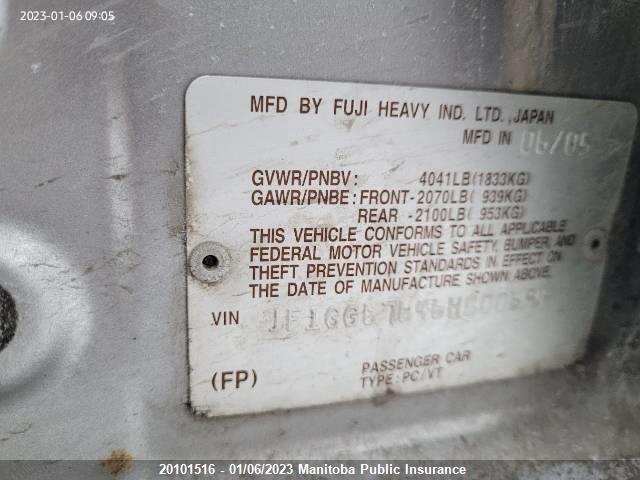 2023-01-06 09:05
MFD BY FUJI HEAVY IND. LTD., JAPAN
MFD IN 06/05
GVWR/PNBV: 4041LB(1833KG)
GAWR/PNBE: FRONT-2070LB( 939KG)
REAR -2100LB( 953KG)
THIS VEHICLE CONFORMS TO ALL APPLICABLE
FEDERAL MOTOR VEHICLE SAFETY, BUMPER, AND
THEFT PREVENTION STANDARDS IN EFFECT ON
THE DATE OF MANUFACTURE SHOWN ABOVE.
VIN
(FP)
PASSENGER CAR
TYPE:PC/VT
20101516 - 01/06/2023 Manitoba Public Insurance